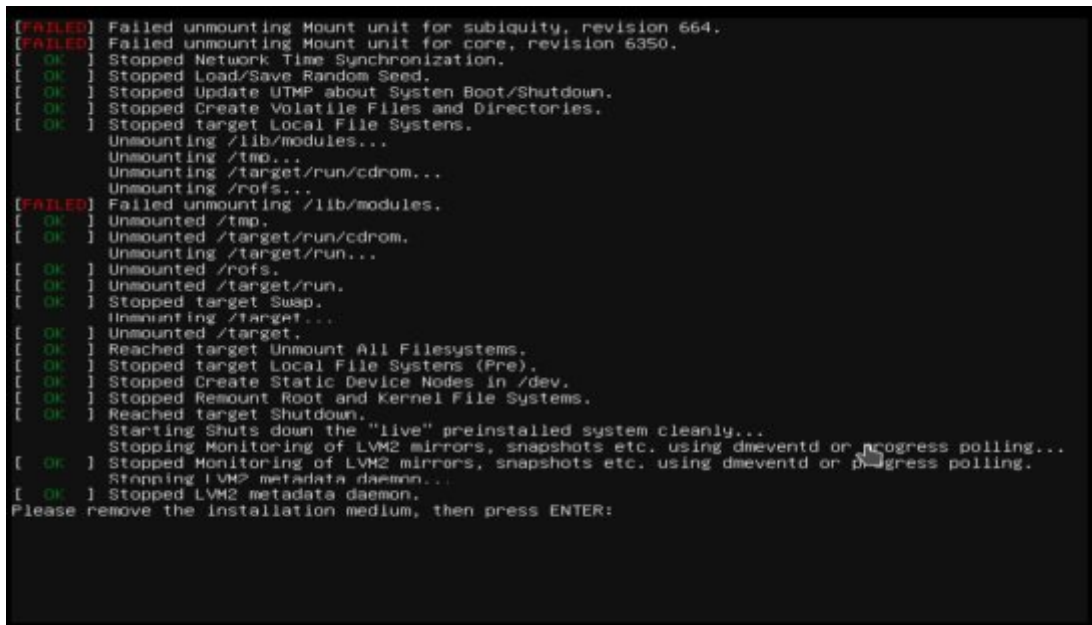 [FAILED] Failed unmounting Mount unit for subiquity, revision 664.
[FAILED] Failed unmounting Mount unit for core, revision 6350.
[  OK  ] Stopped Network Time Synchronization.
[  OK  ] Stopped Load/Save Random Seed.
[  OK  ] Stopped Update UTMP about System Boot/Shutdown.
[  OK  ] Stopped Create Volatile Files and Directories.
[  OK  ] Stopped target Local File Systems.
Unmounting /lib/modules...
Unmounting /tmp...
Unmounting /target/run/cdrom...
Unmounting /rofs...
[FAILED] Failed unmounting /lib/modules.
[  OK  ] Unmounted /tmp.
[  OK  ] Unmounted /target/run/cdrom.
Unmounting /target/run...
[  OK  ] Unmounted /rofs.
[  OK  ] Unmounted /target/run.
[  OK  ] Stopped target Swap.
Unmounting /target...
[  OK  ] Unmounted /target.
[  OK  ] Reached target Unmount All Filesystems.
[  OK  ] Stopped target Local File Systems (Pre).
[  OK  ] Stopped Create Static Device Nodes in /dev.
[  OK  ] Stopped Remount Root and Kernel File Systems.
[  OK  ] Reached target Shutdown.
Starting Shuts down the "live" preinstalled system cleanly...
Stopping Monitoring of LVM2 mirrors, snapshots etc. using dmeventd or progress polling...
[  OK  ] Stopped Monitoring of LVM2 mirrors, snapshots etc. using dmeventd or progress polling.
Stopping LVM2 metadata daemon...
[  OK  ] Stopped LVM2 metadata daemon.
Please remove the installation medium, then press ENTER: